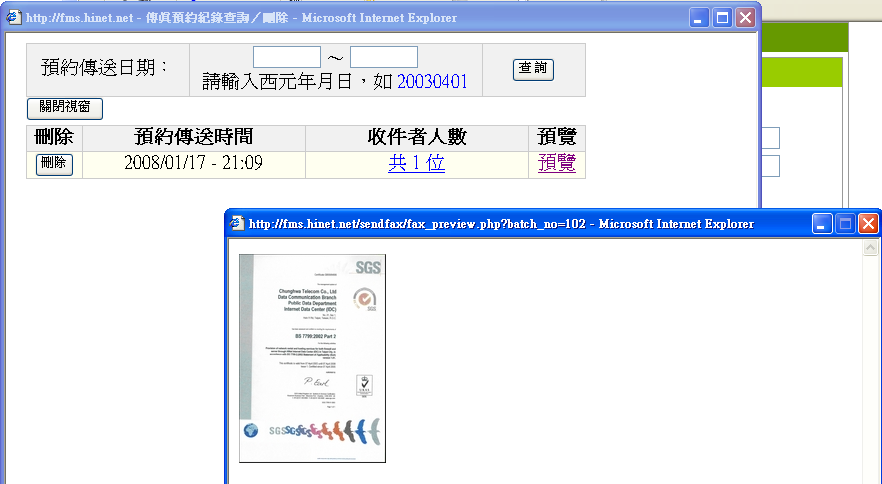 http://fms.hinet.net - 傳真預約紀錄查詢／刪除 - Microsoft Internet Explorer
預約傳送日期：
～
查詢
請輸入西元年月日，如 20030401
關閉視窗
刪除 預約傳送時間 收件者人數 預覽
刪除 2008/01/17 - 21:09 共 1 位 預覽
http://fms.hinet.net/sendfax/fax_preview.php?batch_no=102 - Microsoft Internet Explorer
SGS
Chunghwa Telecom Co., Ltd
Data Communication Branch
Public Data Department
Internet Data Center (IDC)
SGS
BS 7799:2002 Part 2
SGSSGS